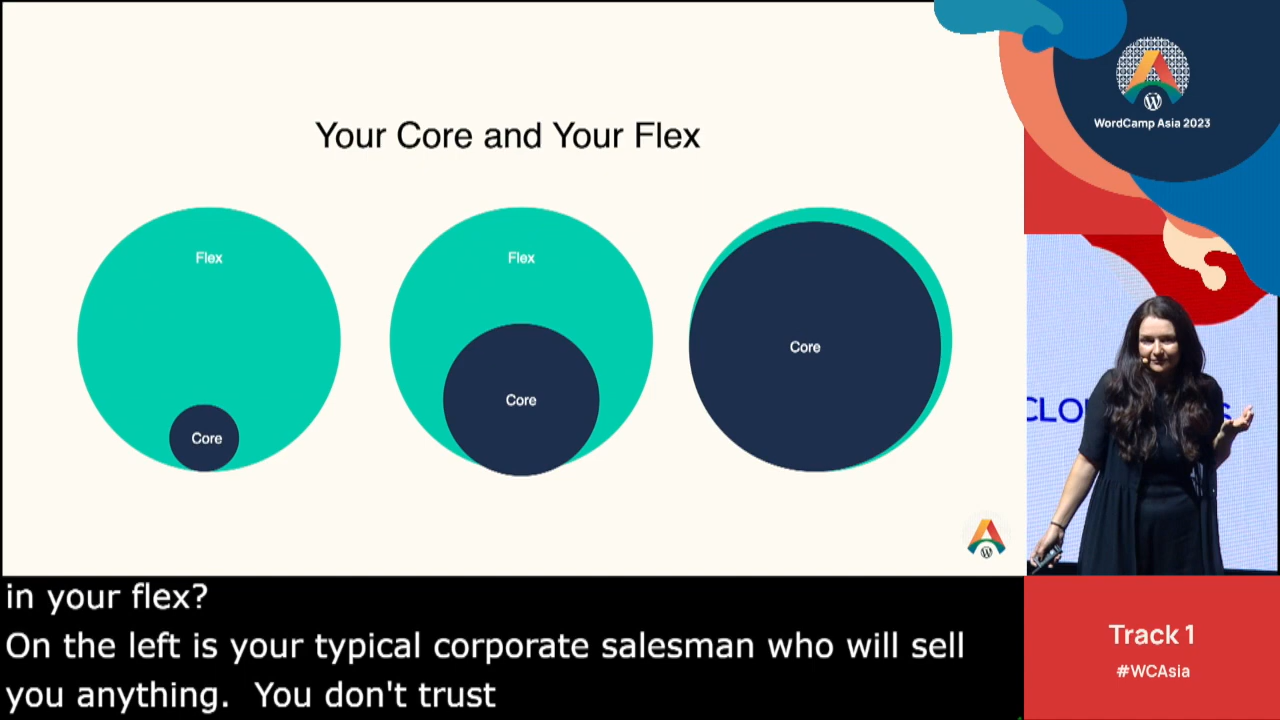 Your Core and Your Flex
Flex
Core
Flex
Core
Core
WordCamp Asia 2023
in your flex?
On the left is your typical corporate salesman who will sell
you anything.  You don't trust
Track 1
#WCAsia